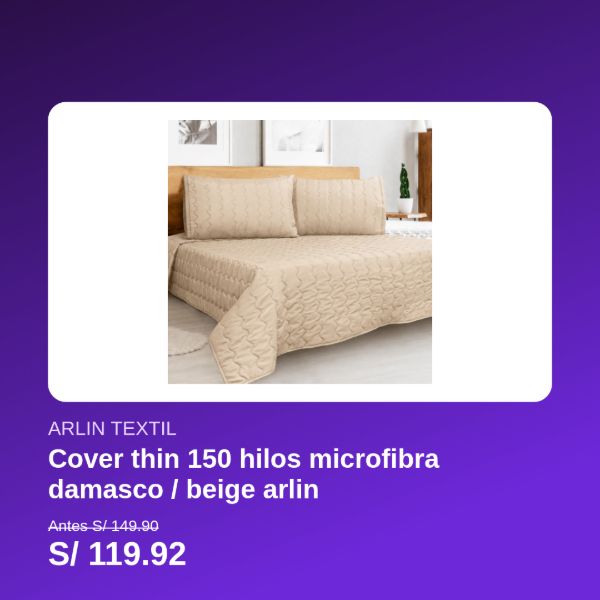 ARLIN TEXTIL
Cover thin 150 hilos microfibra
damasco / beige arlin
Antes S/ 149.90
S/ 119.92